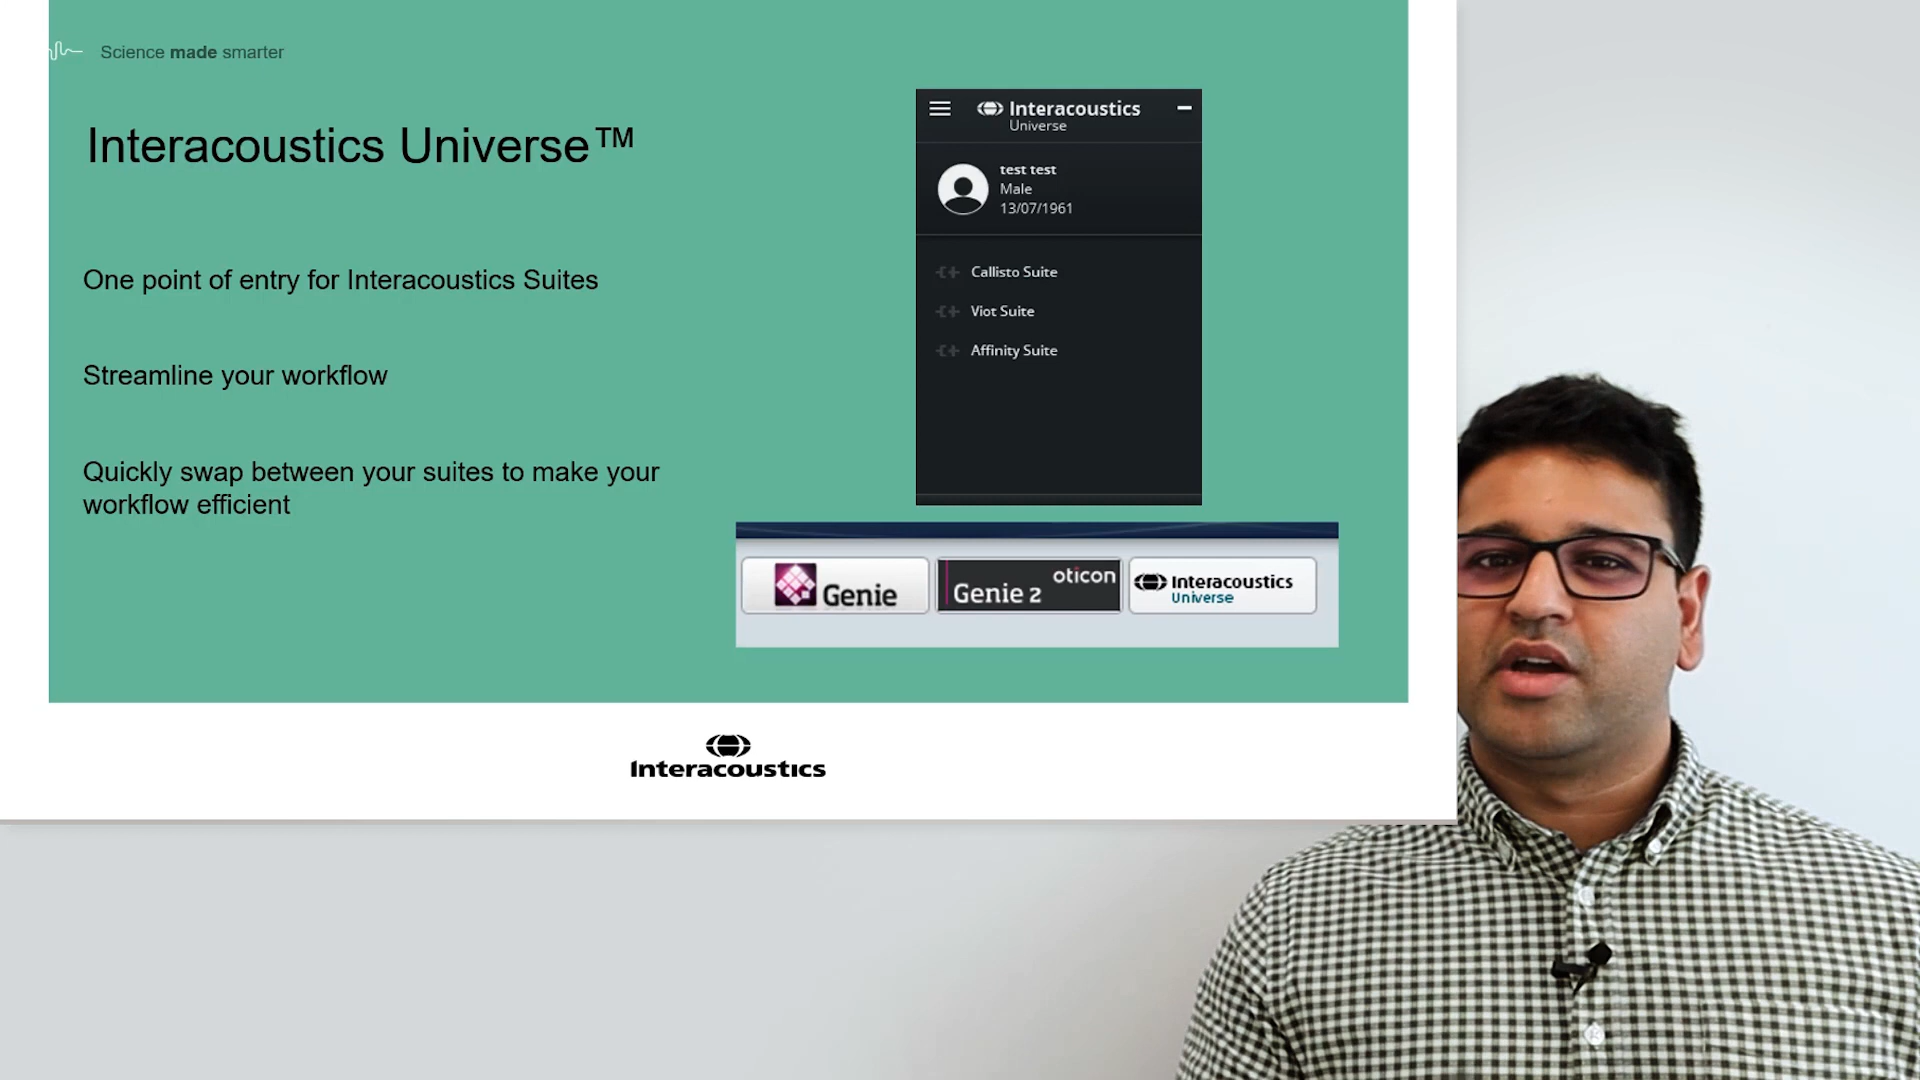 Science made smarter
Interacoustics Universe™
One point of entry for Interacoustics Suites
Streamline your workflow
Quickly swap between your suites to make your
workflow efficient
Interacoustics
Universe
test test
Male
13/07/1961
Callisto Suite
Viot Suite
Affinity Suite
Genie
Genie 2
oticon
Interacoustics
Universe
Interacoustics